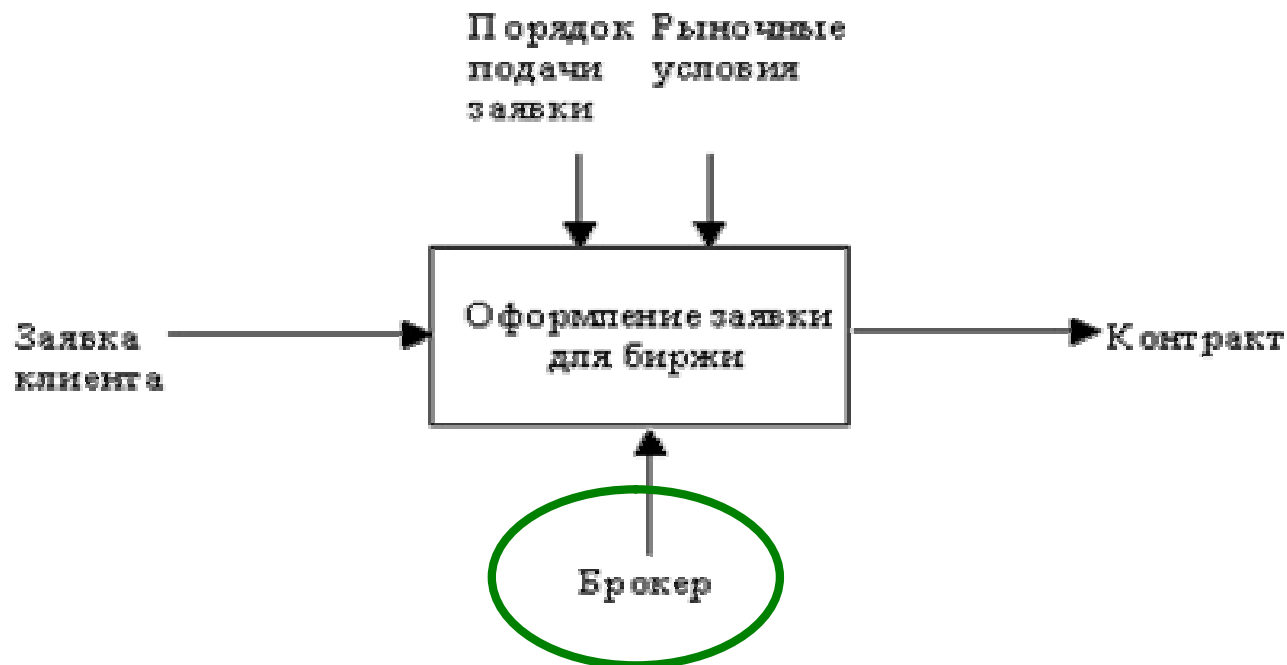 Порядок
подачи
заявки
Рыночные
условия
Заявка
клиента
Оформление заявки
для биржи
Контракт
Брокер